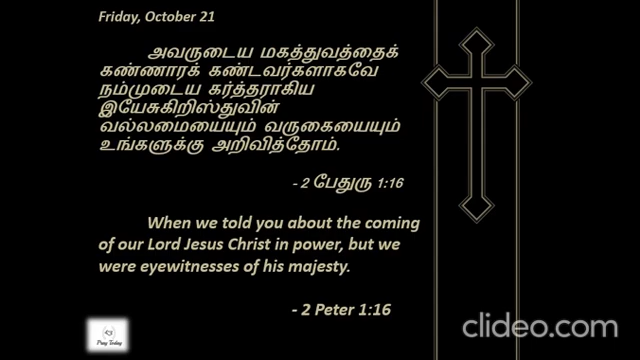 Friday, October 21
அவருடைய மகத்துவத்தைக்
கண்ணாரக் கண்டவர்களாகவே
நம்முடைய கர்த்தராகிய
இயேசுகிறிஸ்துவின்
வல்லமையையும் வருகையையும்
உங்களுக்கு அறிவித்தோம்.
- 2 பேதுரு 1:16
When we told you about the coming
of our Lord Jesus Christ in power, but we
were eyewitnesses of his majesty.
- 2 Peter 1:16
Pray Today
clideo.com